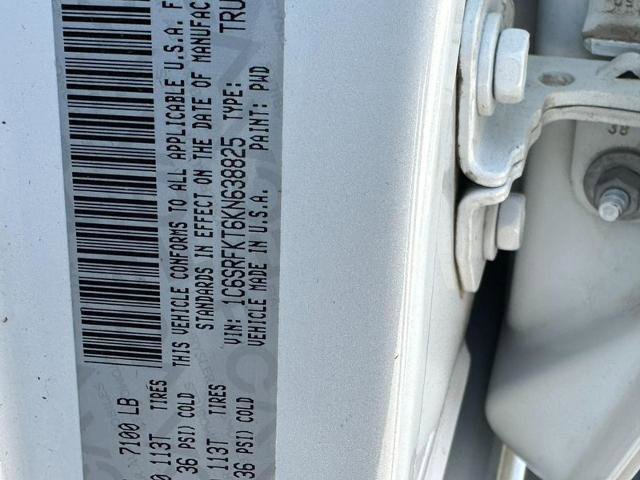 7100 LB
113T TIRES
36 PSI) COLD
THIS VEHICLE CONFORMS TO ALL APPLICABLE U.S.A. F
STANDARDS IN EFFECT ON THE DATE OF MANUFAC
VIN: 1C6SRFKT6KN638825 TYPE: TRU
VEHICLE MADE IN U.S.A. PAINT: PWD
113T TIRES
36 PSI) COLD
38